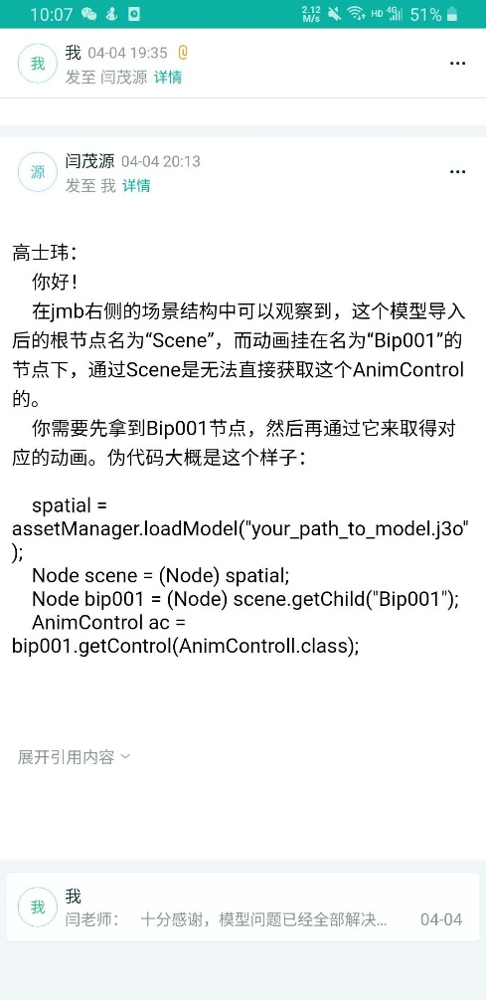 10:07 2.12 M/s HD 4G 51%
我 我 04-04 19:35
发至 闫茂源 详情
源 闫茂源 04-04 20:13
发至 我 详情
高士玮：
你好！
在jmb右侧的场景结构中可以观察到，这个模型导入
后的根节点名为“Scene”，而动画挂在名为“Bip001”的
节点下，通过Scene是无法直接获取这个AnimControl
的。
你需要先拿到Bip001节点，然后再通过它来取得对
应的动画。伪代码大概是这个样子：
spatial =
assetManager.loadModel("your_path_to_model.j3o"
);
Node scene = (Node) spatial;
Node bip001 = (Node) scene.getChild("Bip001");
AnimControl ac =
bip001.getControl(AnimControll.class);
展开引用内容
我 我
闫老师： 十分感谢，模型问题已经全部解决... 04-04